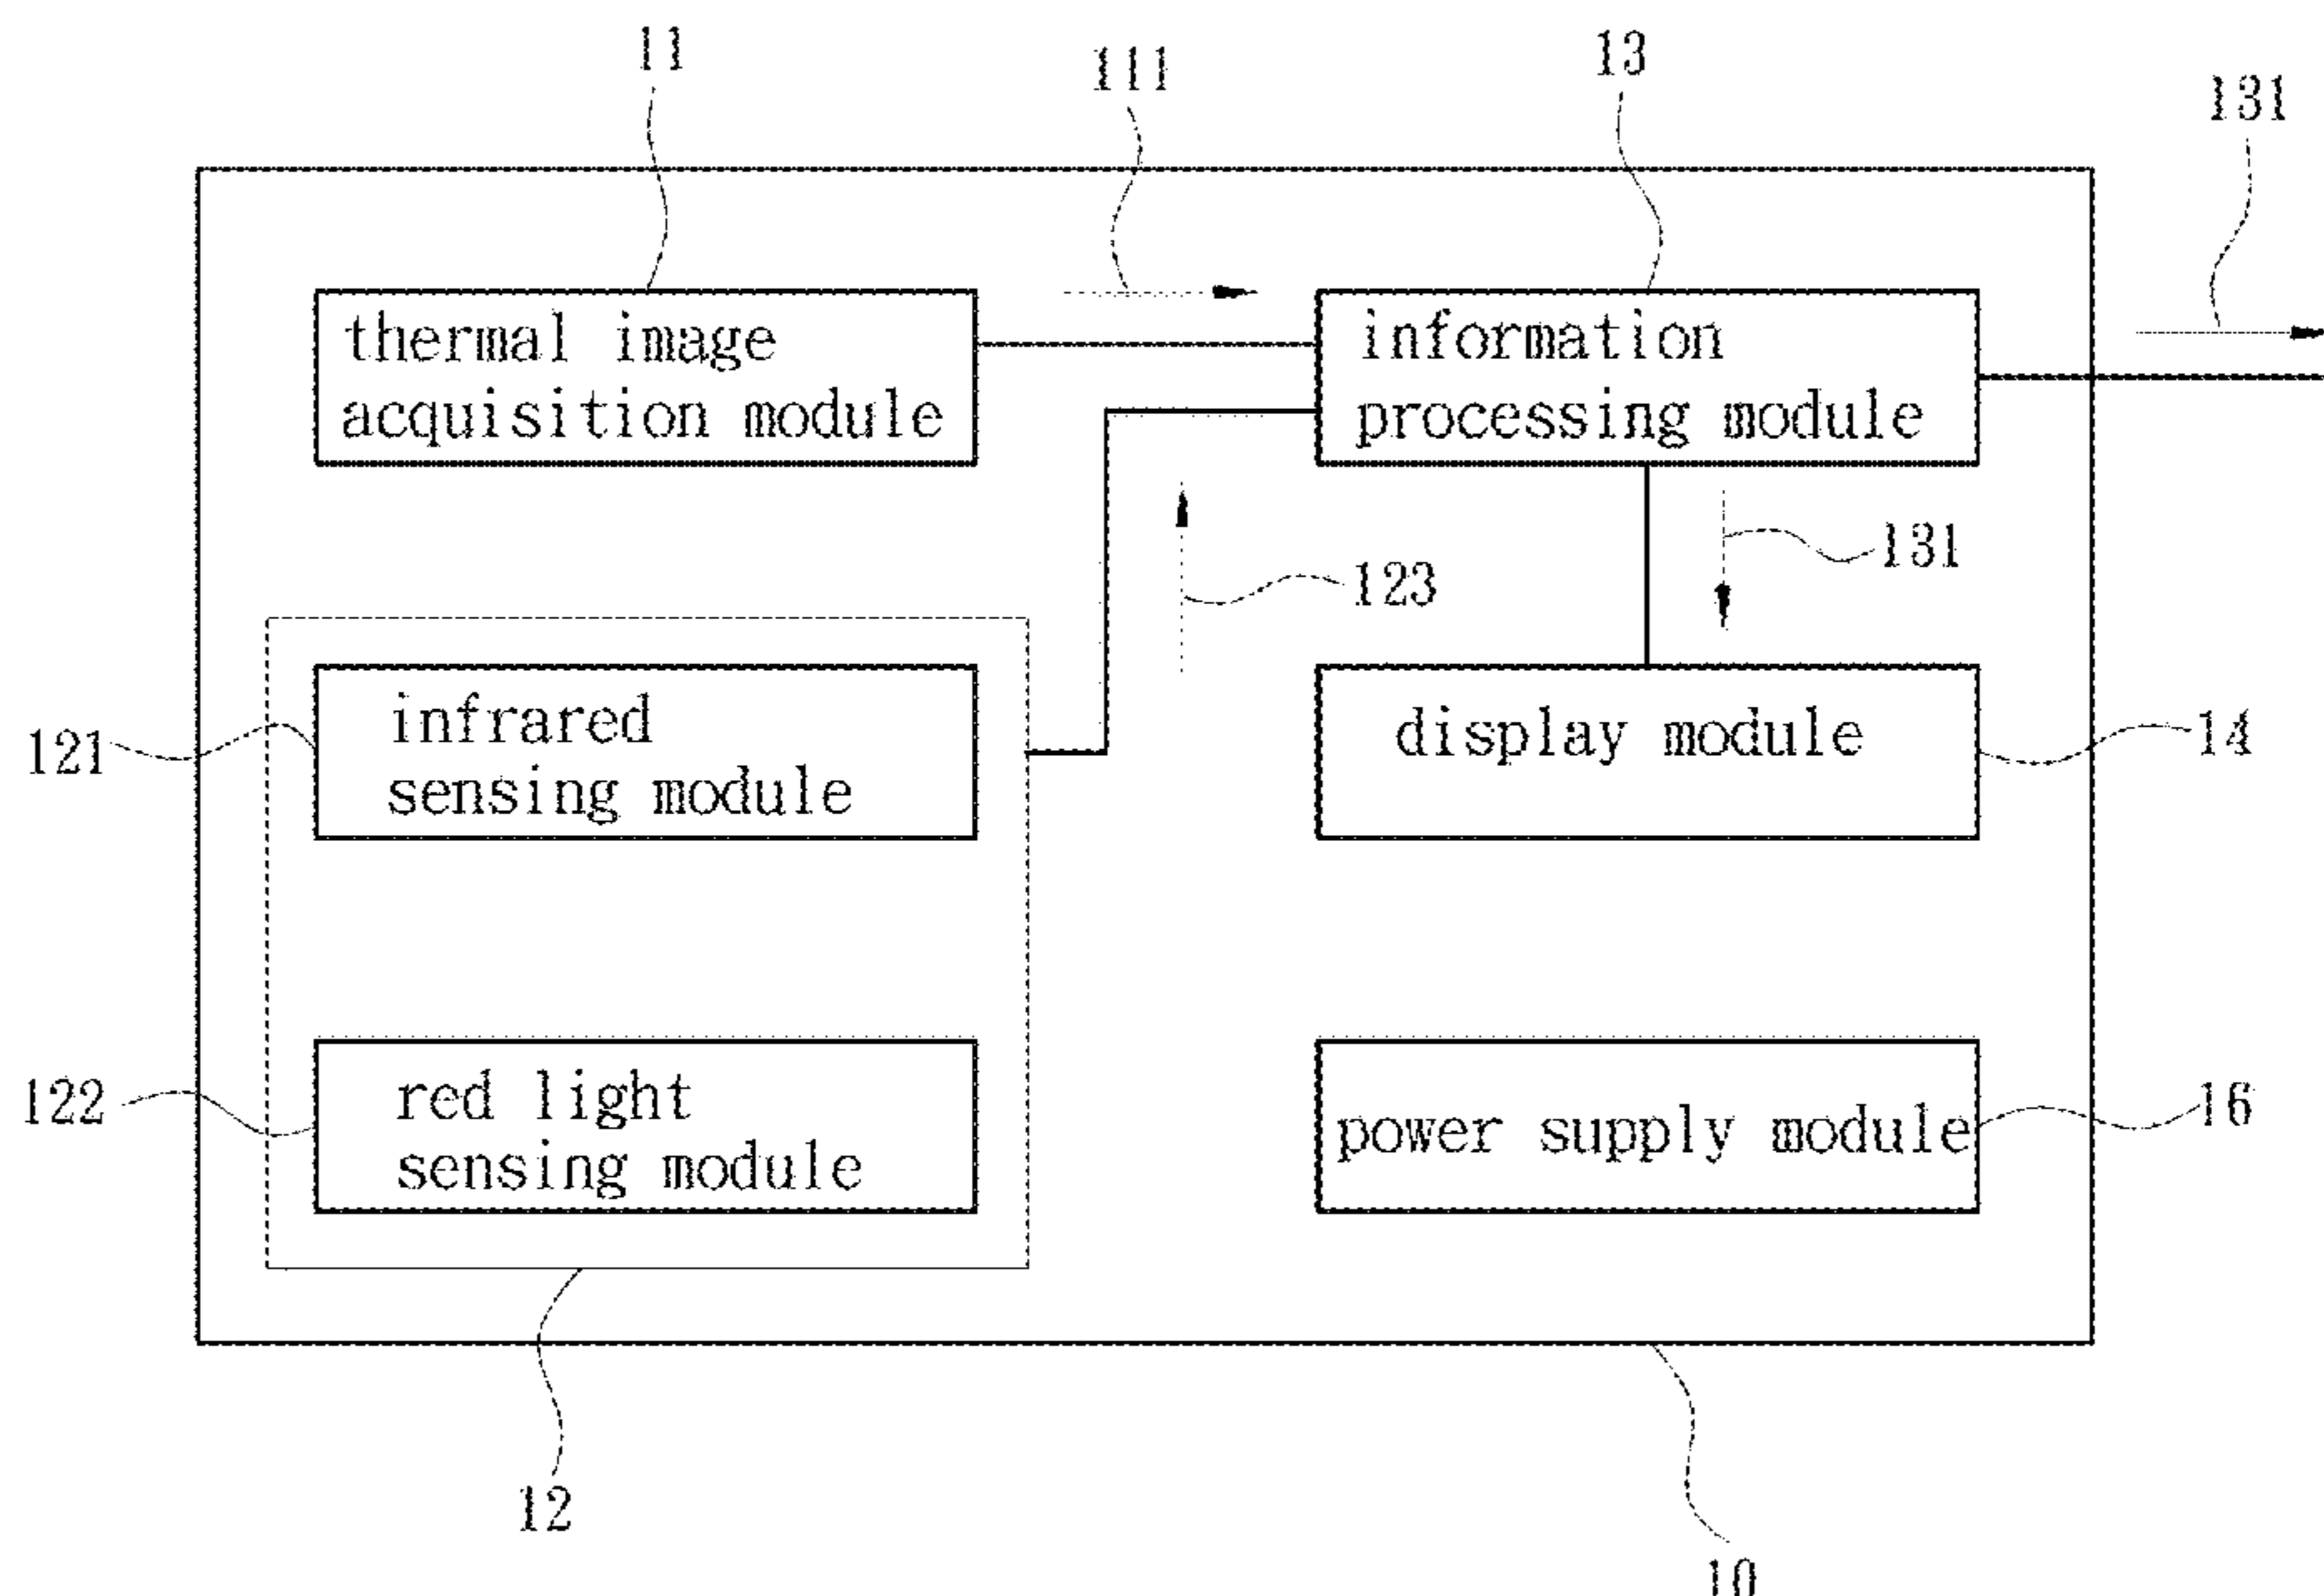 11
111
13
131
thermal image
acquisition module
information
processing module
123
131
121
infrared
sensing module
display module
14
122
red light
sensing module
power supply module
16
12
10